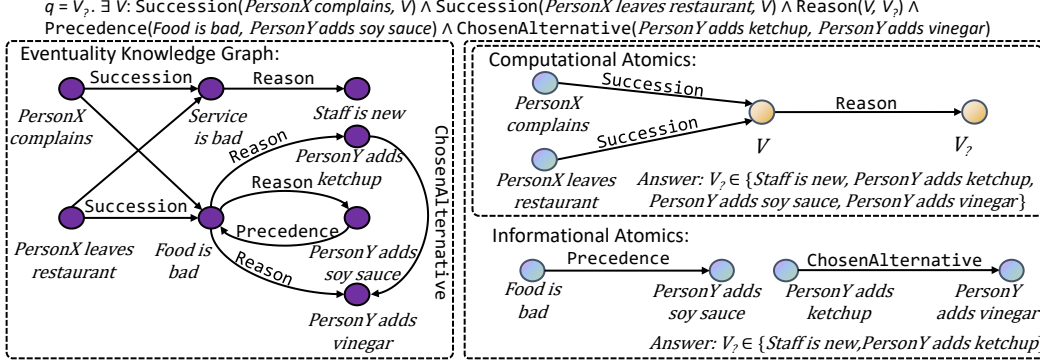 q = V?. ∃ V: Succession(PersonX complains, V) ∧ Succession(PersonX leaves restaurant, V) ∧ Reason(V, V?) ∧
Precedence(Food is bad, PersonY adds soy sauce) ∧ ChosenAlternative(PersonY adds ketchup, PersonY adds vinegar)
Eventuality Knowledge Graph:
Succession
Reason
PersonX
complains
Service
is bad
Staff is new
Reason
PersonY adds
ketchup
ChosenAlternative
Reason
Succession
Precedence
PersonX leaves
restaurant
Food is
bad
PersonY adds
soy sauce
Reason
PersonY adds
vinegar
Computational Atomics:
Succession
PersonX
complains
Reason
Succession
V
V?
PersonX leaves
restaurant
Answer: V? ∈ {Staff is new, PersonY adds ketchup,
PersonY adds soy sauce, PersonY adds vinegar}
Informational Atomics:
Precedence
ChosenAlternative
Food is
bad
PersonY adds
soy sauce
PersonY adds
ketchup
PersonY
adds vinegar
Answer: V? ∈ {Staff is new,PersonY adds ketchup}